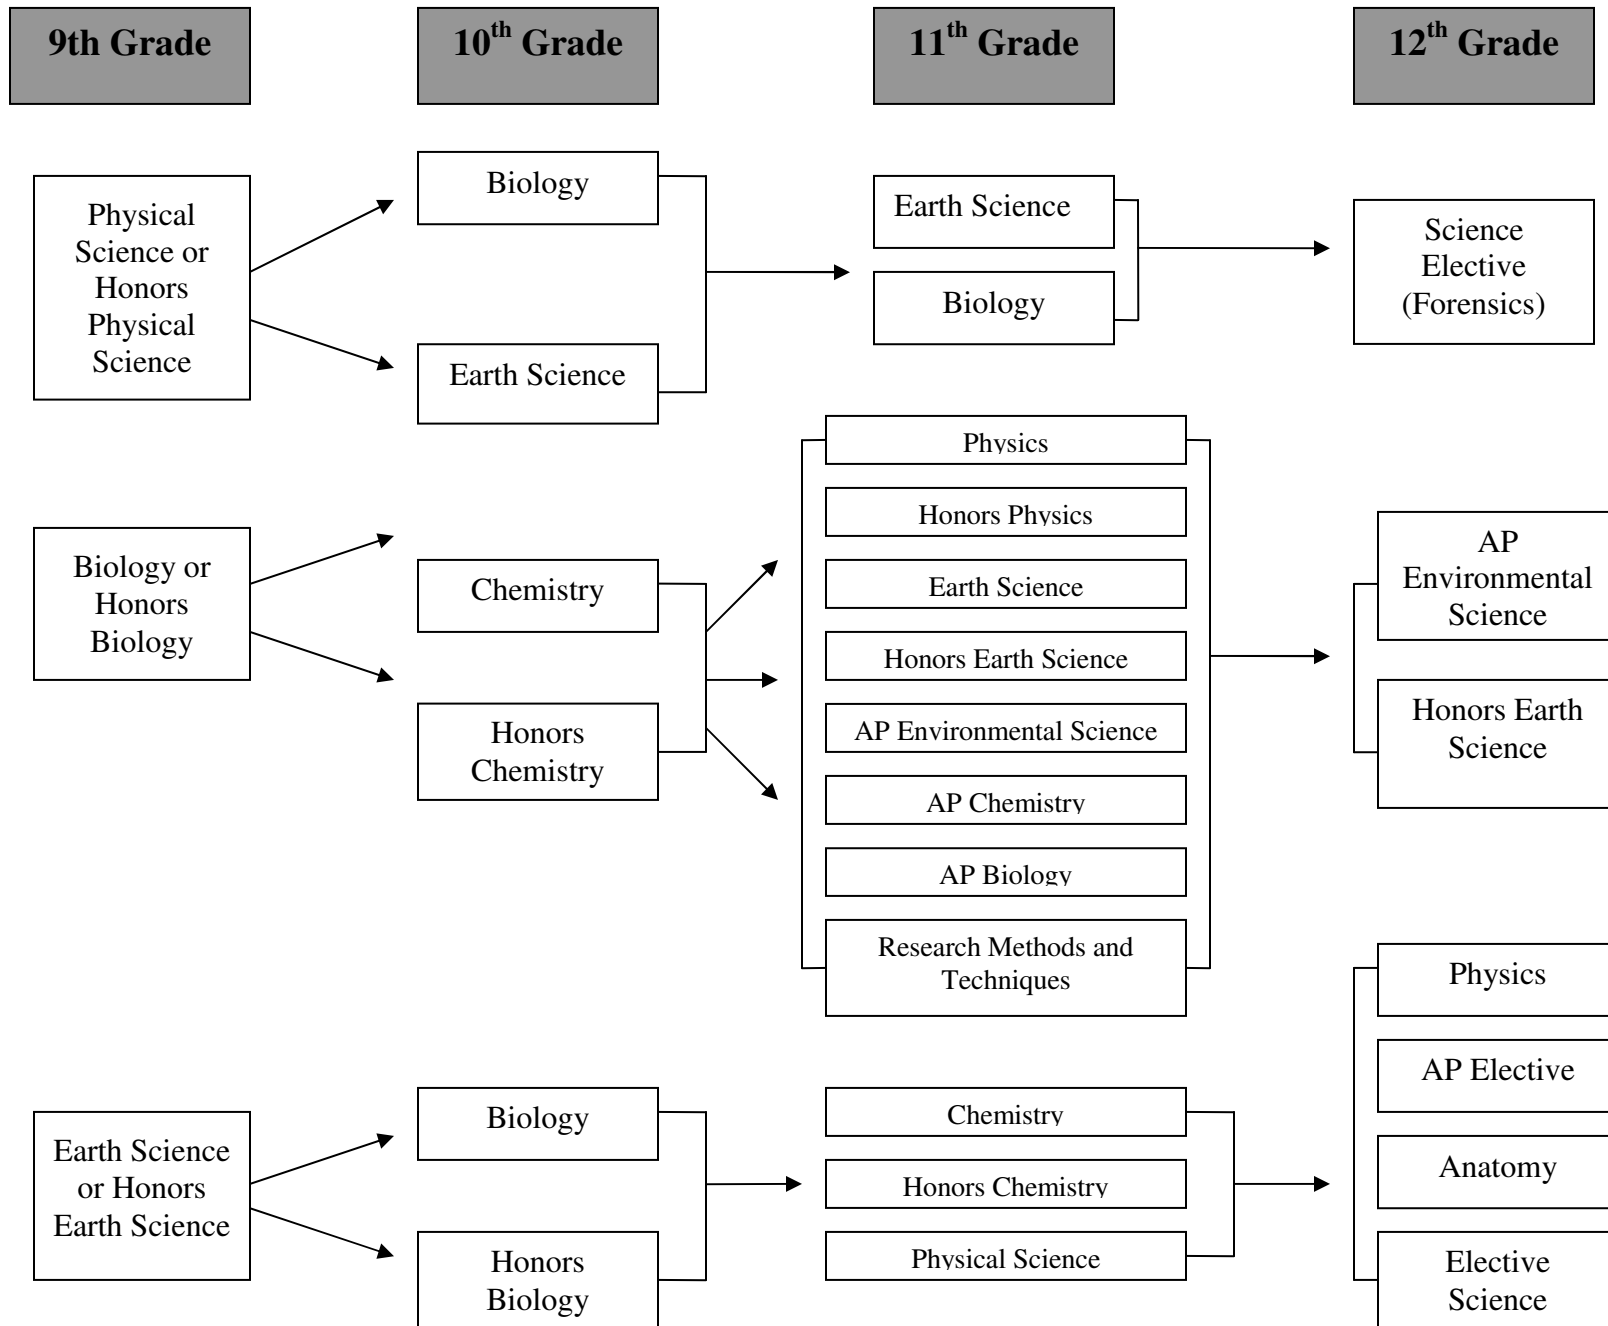 9th Grade
10th Grade
11th Grade
12th Grade
Physical
Science or
Honors
Physical
Science
Biology
Earth Science
Earth Science
Biology
Science
Elective
(Forensics)
Biology or
Honors
Biology
Chemistry
Honors
Chemistry
Physics
Honors Physics
Earth Science
Honors Earth Science
AP Environmental Science
AP Chemistry
AP Biology
Research Methods and
Techniques
AP
Environmental
Science
Honors Earth
Science
Earth Science
or Honors
Earth Science
Biology
Honors
Biology
Chemistry
Honors Chemistry
Physical Science
Physics
AP Elective
Anatomy
Elective
Science